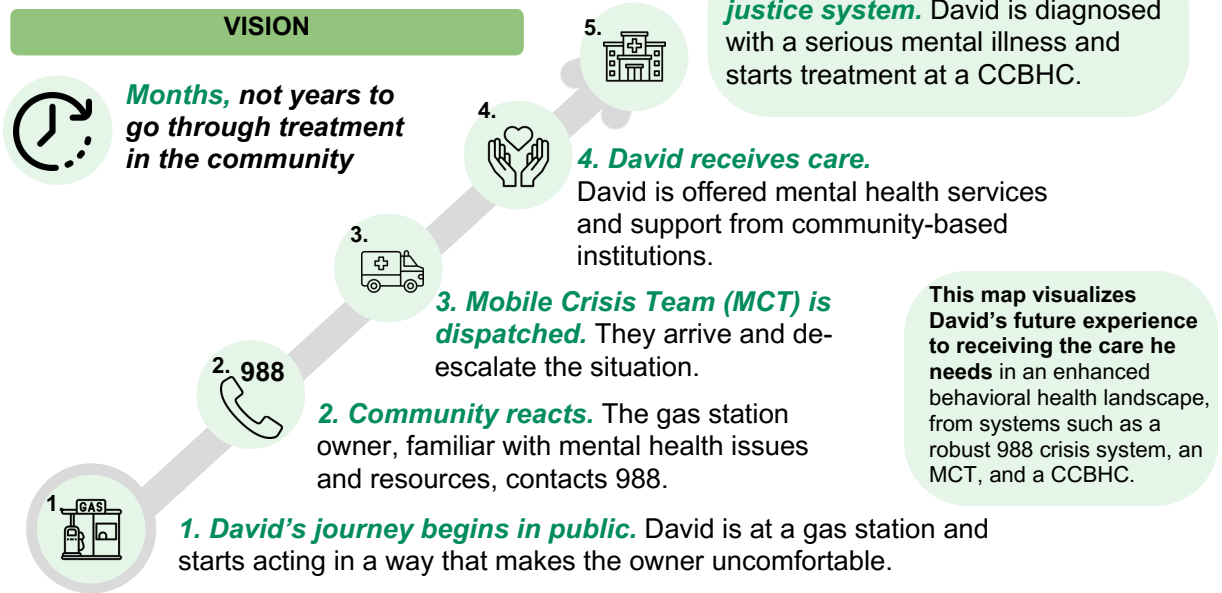 VISION
Months, not years to
go through treatment
in the community
5.
justice system. David is diagnosed
with a serious mental illness and
starts treatment at a CCBHC.
4.
4. David receives care.
David is offered mental health services
and support from community-based
institutions.
3.
3. Mobile Crisis Team (MCT) is
dispatched. They arrive and de-
escalate the situation.
This map visualizes
David’s future experience
to receiving the care he
needs in an enhanced
behavioral health landscape,
from systems such as a
robust 988 crisis system, an
MCT, and a CCBHC.
2. 988
2. Community reacts. The gas station
owner, familiar with mental health issues
and resources, contacts 988.
1.
GAS
1. David’s journey begins in public. David is at a gas station and
starts acting in a way that makes the owner uncomfortable.